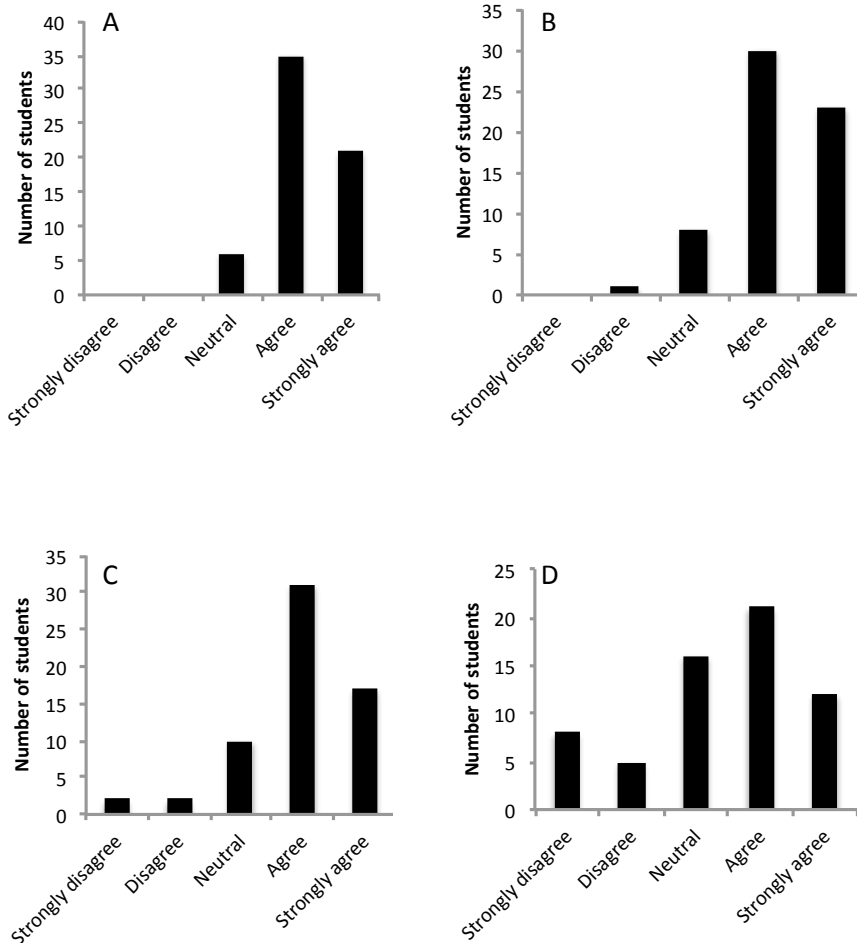 A
Number of students
40
35
30
25
20
15
10
5
0
Strongly disagree
Disagree
Neutral
Agree
Strongly agree
B
Number of students
35
30
25
20
15
10
5
0
Strongly disagree
Disagree
Neutral
Agree
Strongly agree
C
Number of students
35
30
25
20
15
10
5
0
Strongly disagree
Disagree
Neutral
Agree
Strongly agree
D
Number of students
25
20
15
10
5
0
Strongly disagree
Disagree
Neutral
Agree
Strongly agree